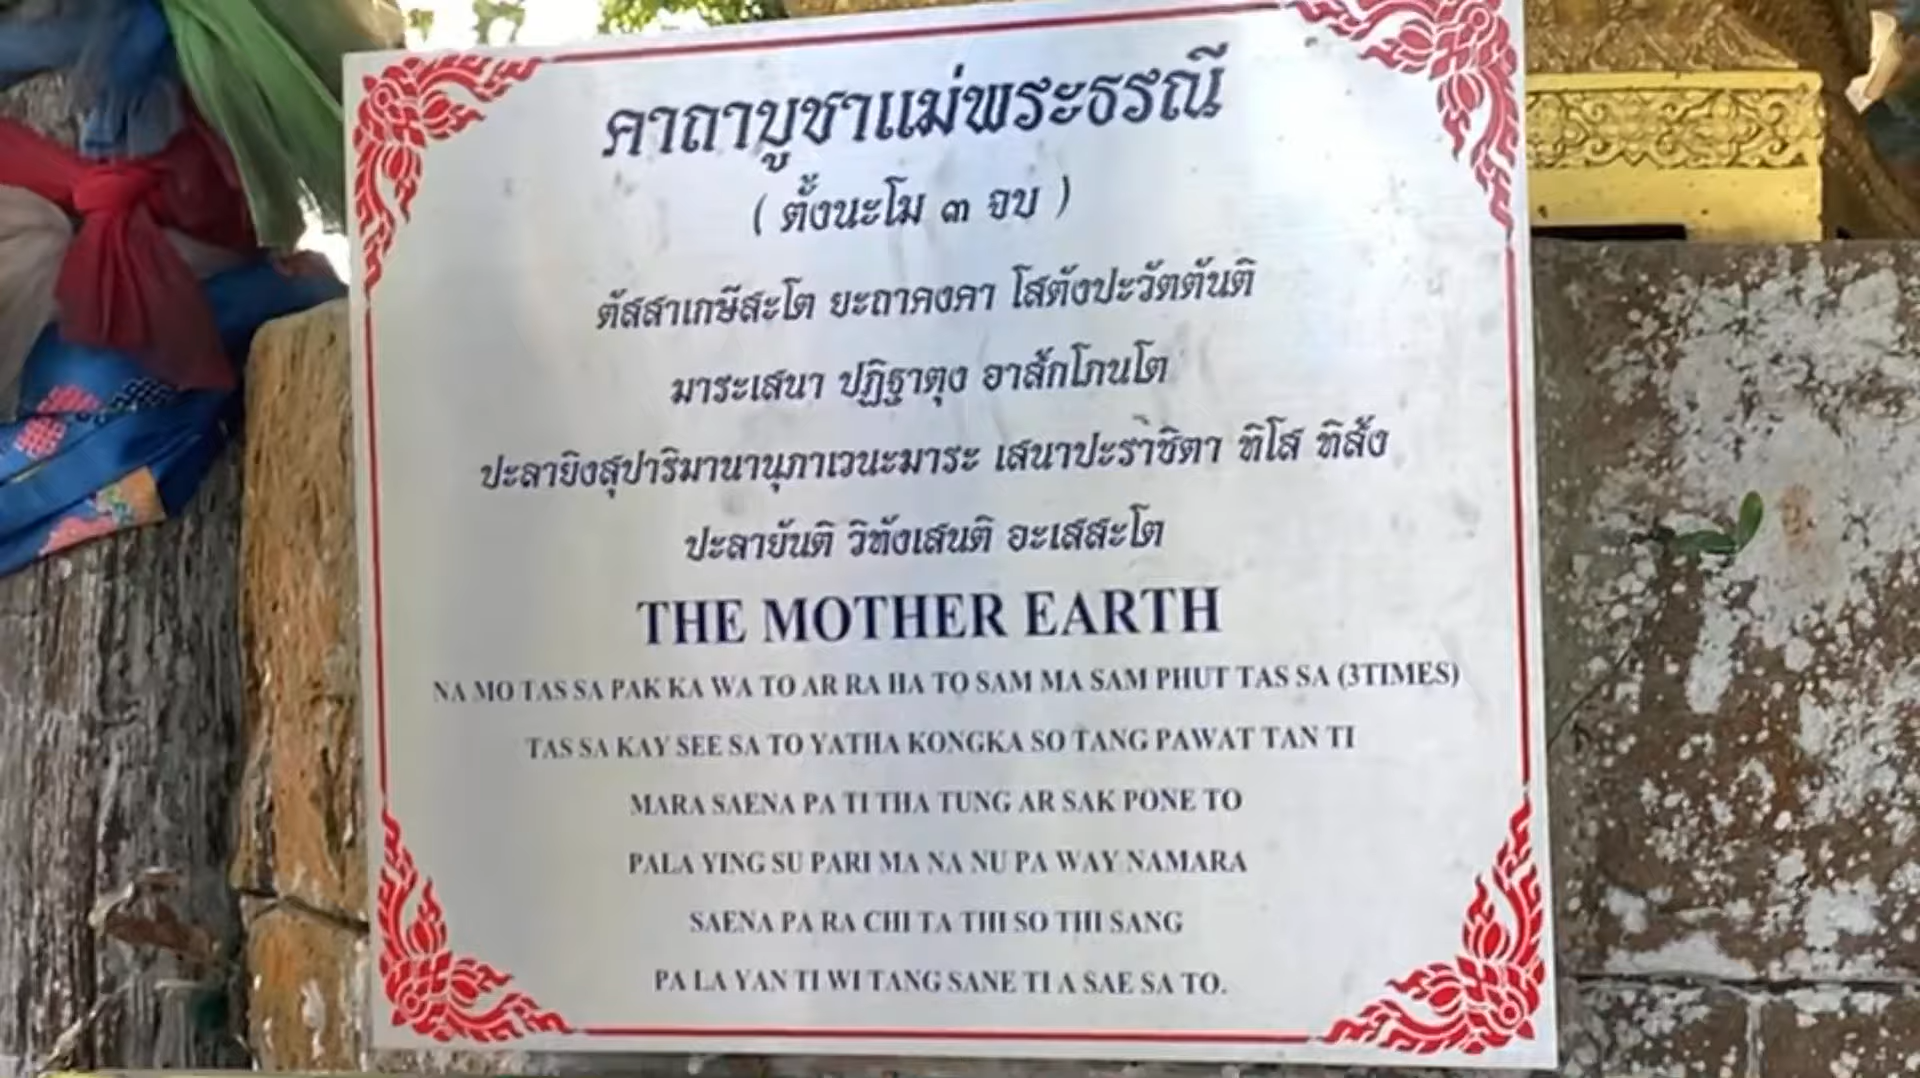 คาถาบูชาแม่พระธรณี
( ตั้งนะโม ๓ จบ )
ตัสสาเกษีสะโต ยะถาคงคา โสตังปะวัตตันติ
มาระเสนา ปฏิฐาตุง อาสักโภนโต
ปะลายิงสุปาริมานานุภาเวนะมาระ เสนาปะราชิตา ทิโส ทิสัง
ปะลายันติ วิทังเสนติ อะเสสะโต
THE MOTHER EARTH
NA MO TAS SA PAK KA WA TO AR RA HA TO SAM MA SAM PHUT TAS SA (3TIMES)
TAS SA KAY SEE SA TO YATHA KONGKA SO TANG PAWAT TAN TI
MARA SAENA PA TI THA TUNG AR SAK PONE TO
PALA YING SU PARI MA NA NU PA WAY NAMARA
SAENA PA RA CHI TA THI SO THI SANG
PA LA YAN TI WI TANG SANE TI A SAE SA TO.